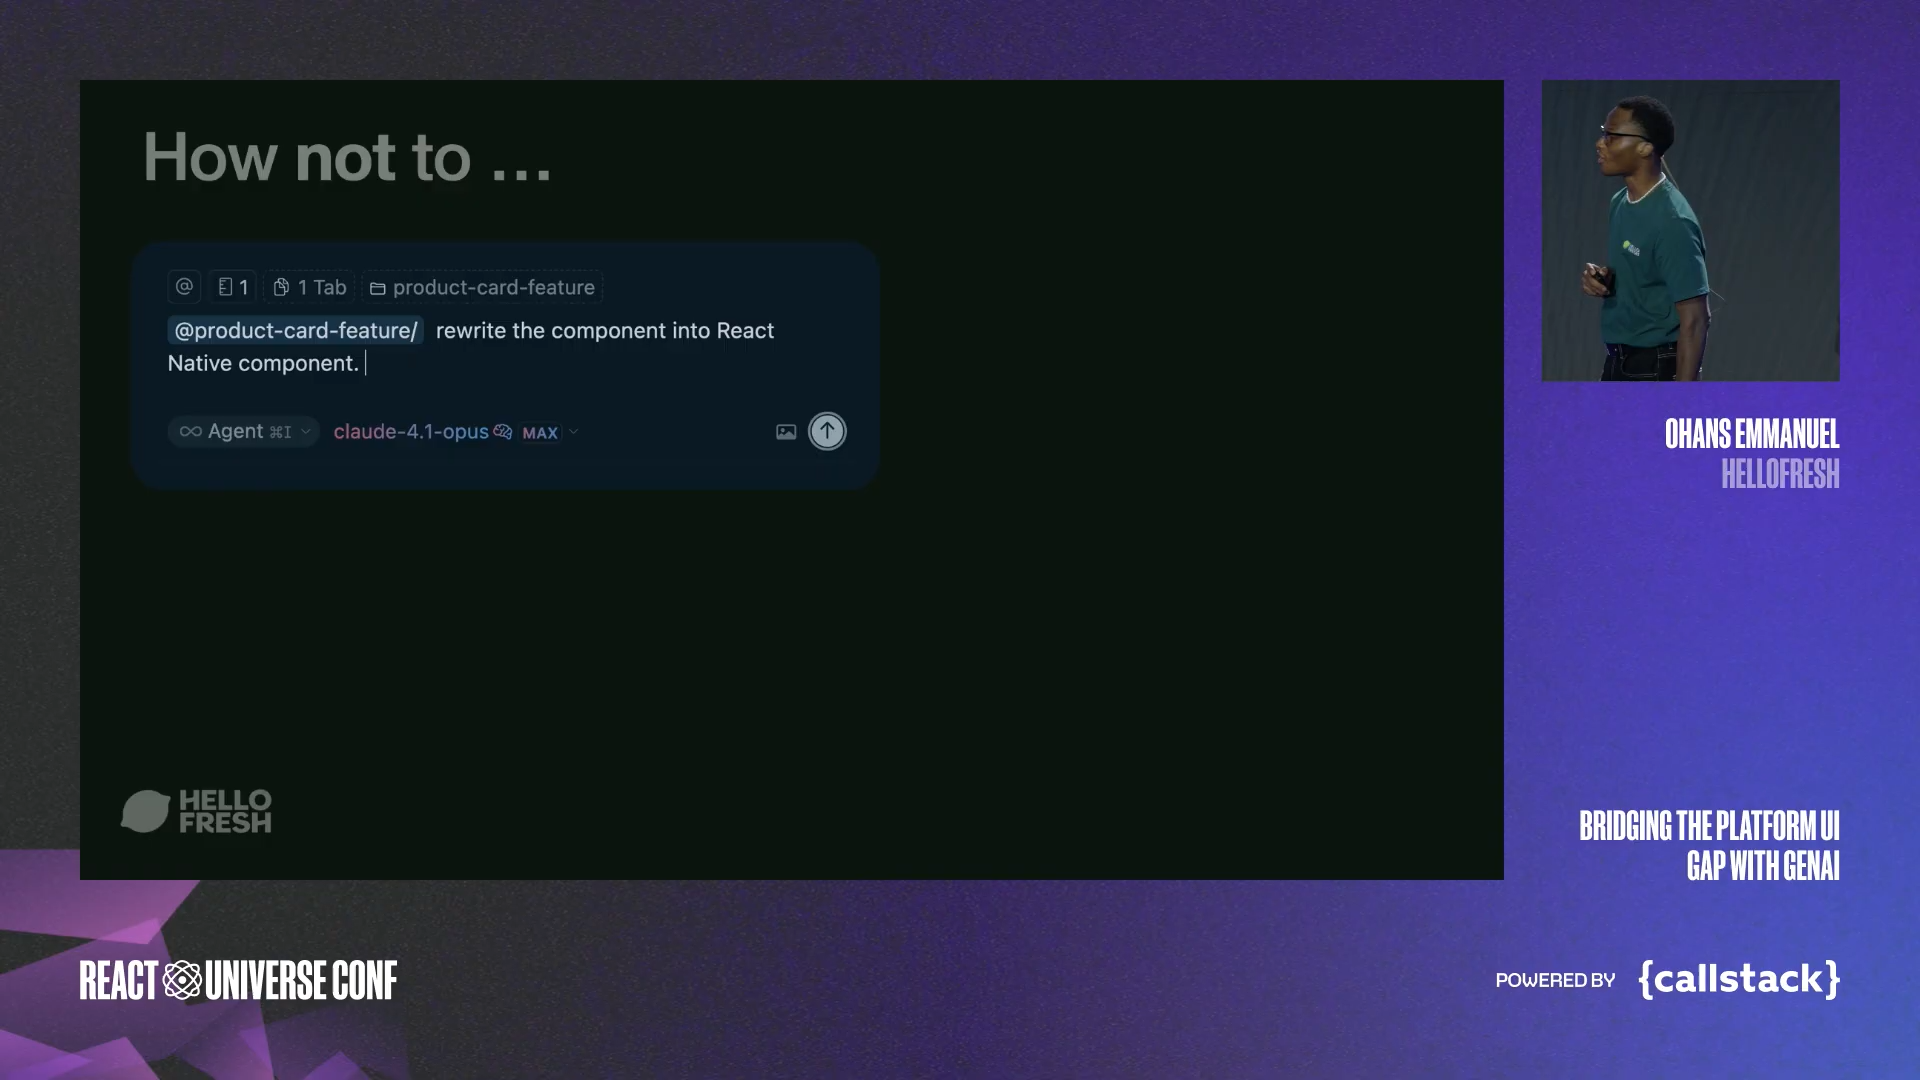 How not to ...
@ 1 1 Tab product-card-feature
@product-card-feature/ rewrite the component into React
Native component.
Agent ⌘I claude-4.1-opus MAX
HELLO
FRESH
OHANS EMMANUEL
HELLOFRESH
BRIDGING THE PLATFORM UI
GAP WITH GENAI
REACT UNIVERSE CONF
POWERED BY {callstack}